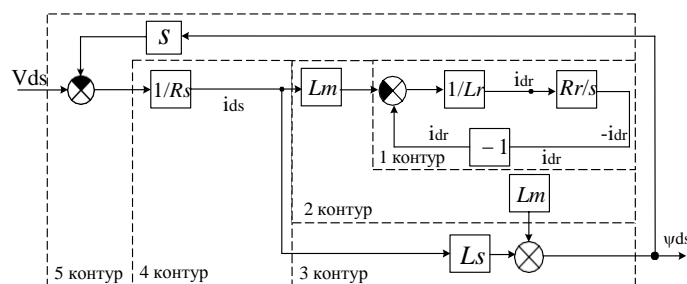 s
Vds
1/Rs
ids
Lm
1/Lr
idr
Rr/s
idr
-1
-idr
idr
1 контур
Lm
2 контур
Ls
ψds
5 контур
4 контур
3 контур